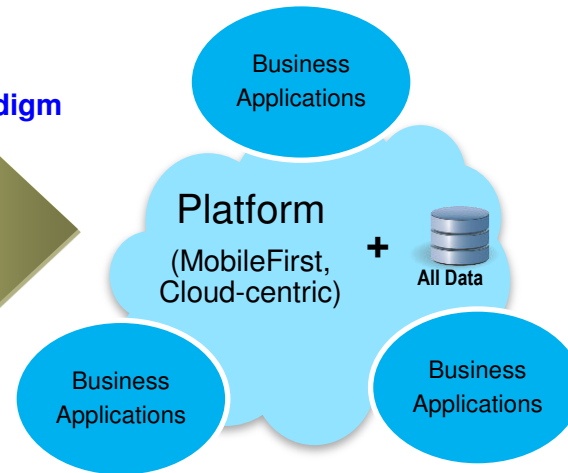 Business
Applications
digm
Platform
(MobileFirst,
Cloud-centric)
+
All Data
Business
Applications
Business
Applications